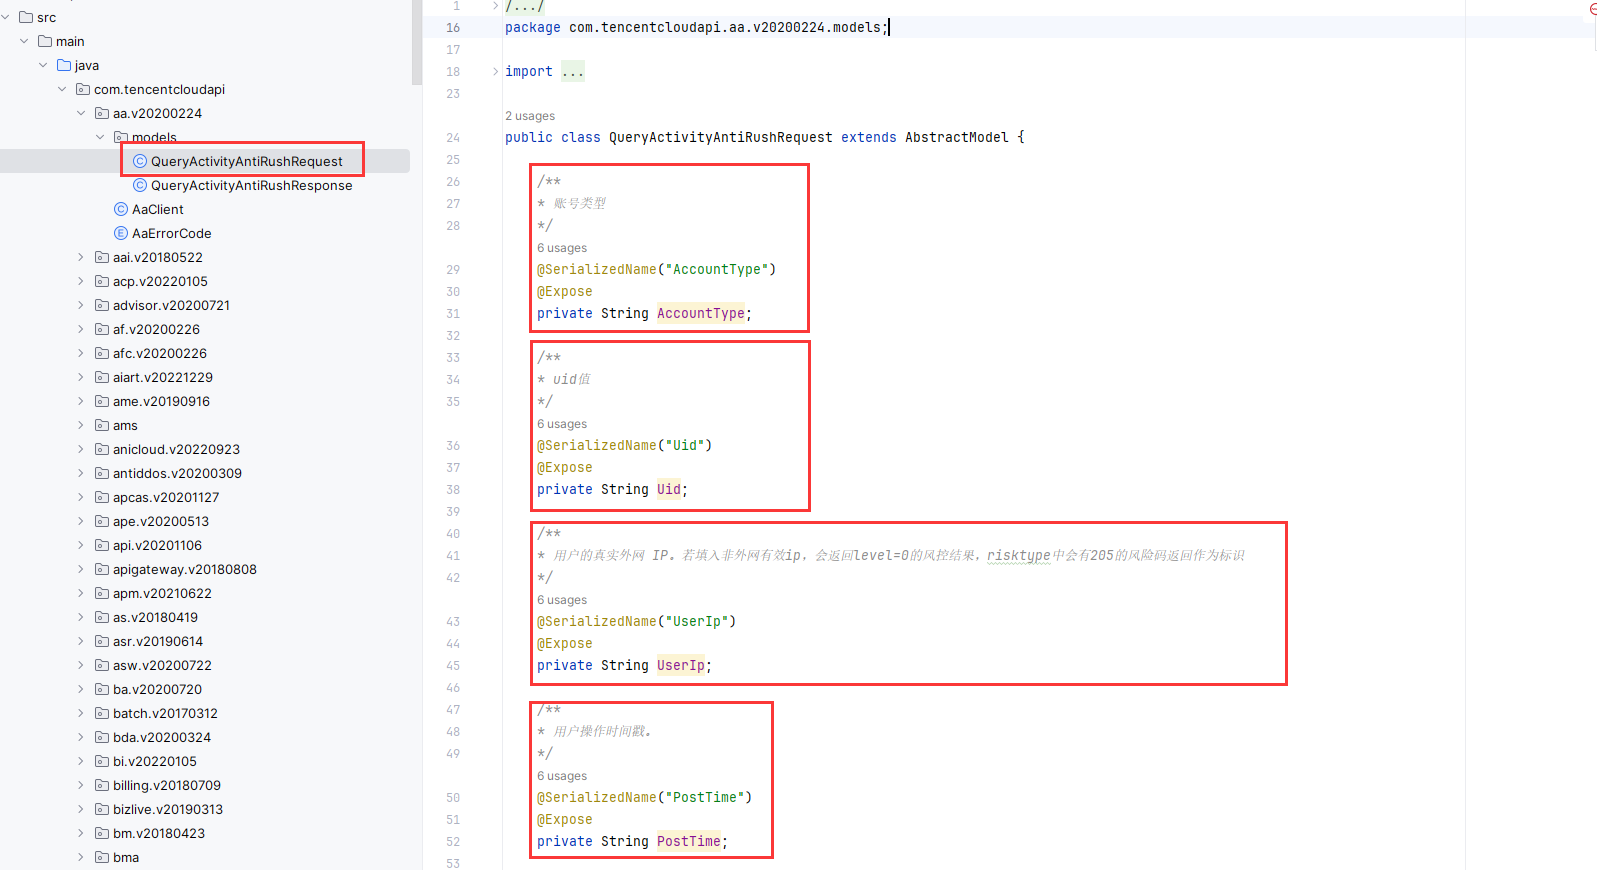 src
main
java
com.tencentcloudapi
aa.v20200224
models
QueryActivityAntiRushRequest
QueryActivityAntiRushResponse
AaClient
AaErrorCode
aai.v20180522
acp.v20220105
advisor.v20200721
af.v20200226
afc.v20200226
aiart.v20221229
ame.v20190916
ams
anicloud.v20220923
antiddos.v20200309
apcas.v20201127
ape.v20200513
api.v20201106
apigateway.v20180808
apm.v20210622
as.v20180419
asr.v20190614
asw.v20200722
ba.v20200720
batch.v20170312
bda.v20200324
bi.v20220105
billing.v20180709
bizlive.v20190313
bm.v20180423
bma
1 /.../
16 package com.tencentcloudapi.aa.v20200224.models;
17
18 import ...
23
2 usages
24 public class QueryActivityAntiRushRequest extends AbstractModel {
25
26 /**
27 * 账号类型
28 */
6 usages
29 @SerializedName("AccountType")
30 @Expose
31 private String AccountType;
32
33 /**
34 * uid值
35 */
6 usages
36 @SerializedName("Uid")
37 @Expose
38 private String Uid;
39
40 /**
41 * 用户的真实外网 IP。若填入非外网有效ip，会返回level=0的风控结果，risktype中会有205的风险码返回作为标识
42 */
6 usages
43 @SerializedName("UserIp")
44 @Expose
45 private String UserIp;
46
47 /**
48 * 用户操作时间戳。
49 */
6 usages
50 @SerializedName("PostTime")
51 @Expose
52 private String PostTime;
53